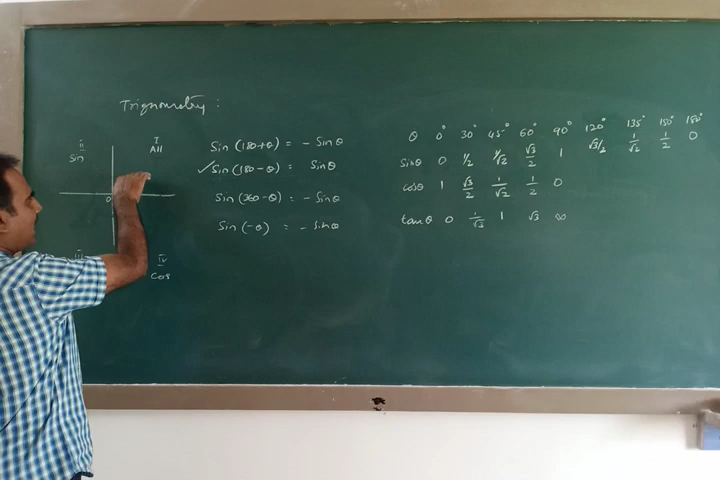 Trignometry :
II
Sin
I
All
0
III
IV
Cos
Sin (180+θ) = - Sinθ
✓Sin (180-θ) = Sinθ
Sin (360-θ) = - Sinθ
Sin (-θ) = - Sinθ
θ 0° 30° 45° 60° 90° 120° 135° 150° 180°
Sinθ 0 1/2 1/√2 √3/2 1 √3/2 1/√2 1/2 0
cosθ 1 √3/2 1/√2 1/2 0
tanθ 0 1/√3 1 √3 ∞